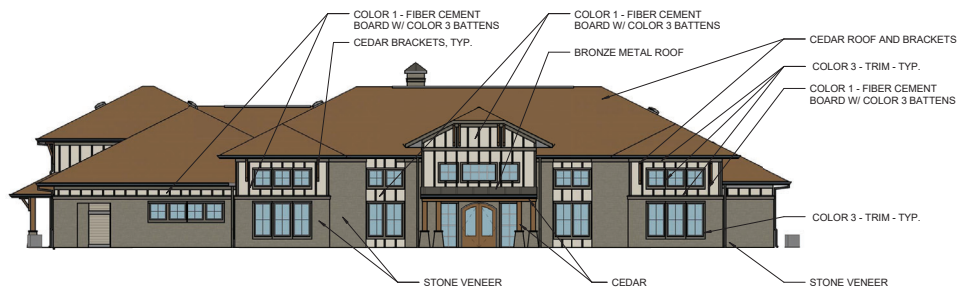 COLOR 1 - FIBER CEMENT
BOARD W/ COLOR 3 BATTENS
CEDAR BRACKETS, TYP.
COLOR 1 - FIBER CEMENT
BOARD W/ COLOR 3 BATTENS
BRONZE METAL ROOF
CEDAR ROOF AND BRACKETS
COLOR 3 - TRIM - TYP.
COLOR 1 - FIBER CEMENT
BOARD W/ COLOR 3 BATTENS
COLOR 3 - TRIM - TYP.
STONE VENEER
CEDAR
STONE VENEER